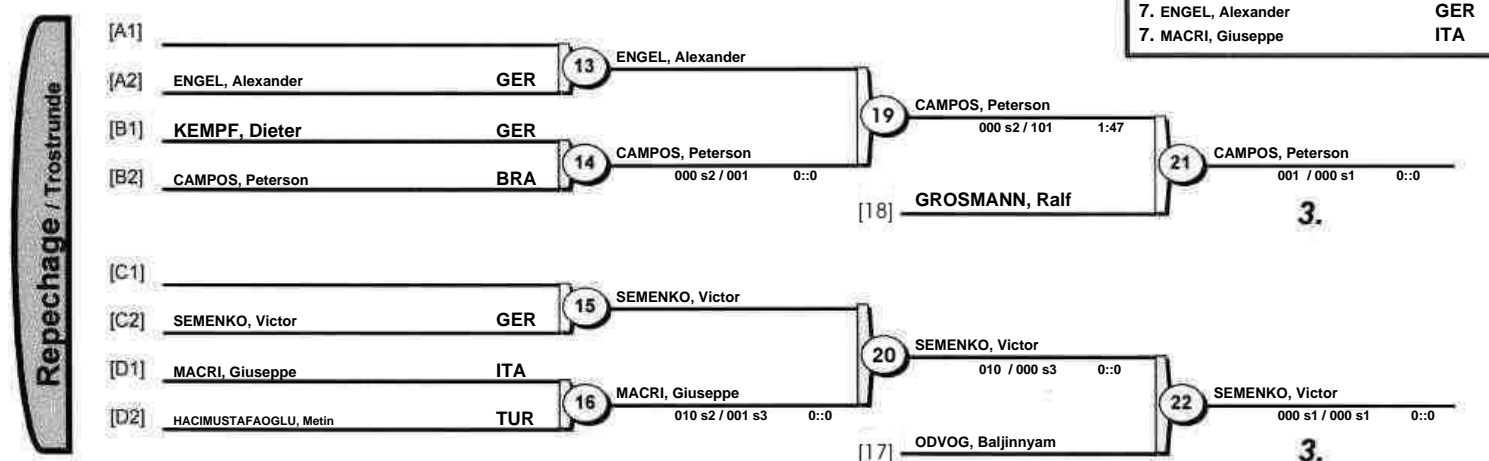 7. ENGEL, Alexander GER
7. MACRI, Giuseppe ITA
Repechage / Trostrunde
[A1]
[A2] ENGEL, Alexander GER
13 ENGEL, Alexander
[B1] KEMPF, Dieter GER
[B2] CAMPOS, Peterson BRA
14 CAMPOS, Peterson
000 s2 / 001 0::0
19 CAMPOS, Peterson
000 s2 / 101 1:47
[18] GROSMANN, Ralf
21 CAMPOS, Peterson
001 / 000 s1 0::0
3.
[C1]
[C2] SEMENKO, Victor GER
15 SEMENKO, Victor
[D1] MACRI, Giuseppe ITA
[D2] HACIMUSTAFAOGLU, Metin TUR
16 MACRI, Giuseppe
010 s2 / 001 s3 0::0
20 SEMENKO, Victor
010 / 000 s3 0::0
[17] ODVOG, Baljinnyam
22 SEMENKO, Victor
000 s1 / 000 s1 0::0
3.